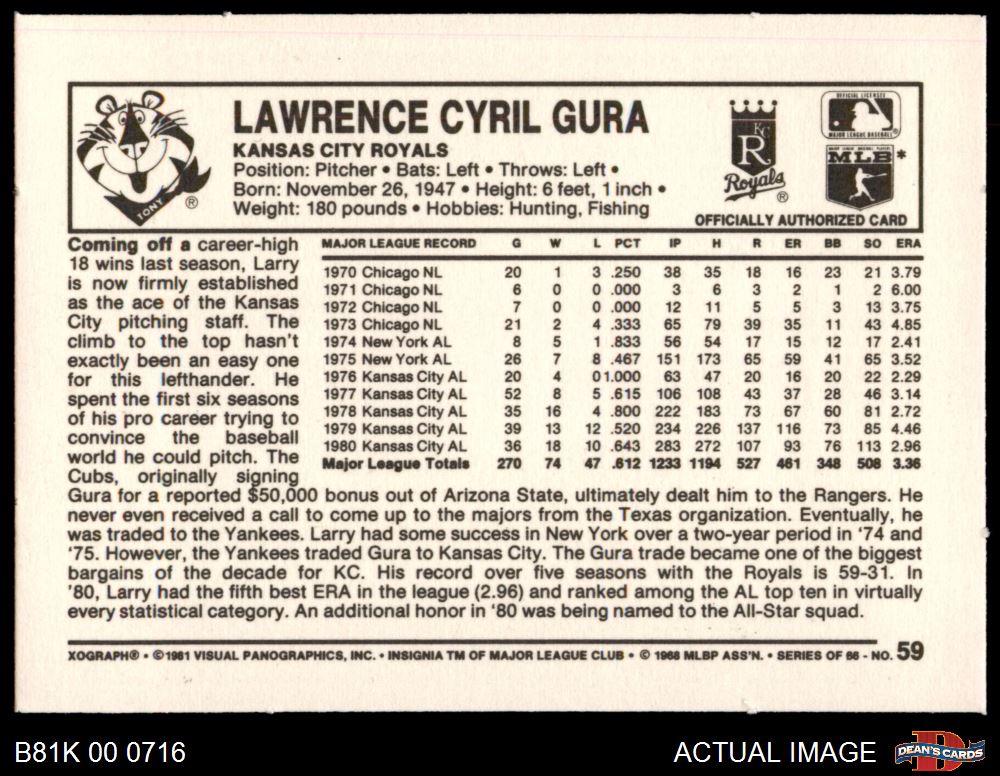 LAWRENCE CYRIL GURA
KANSAS CITY ROYALS
Position: Pitcher • Bats: Left • Throws: Left •
Born: November 26, 1947 • Height: 6 feet, 1 inch •
Weight: 180 pounds • Hobbies: Hunting, Fishing
TONY ®
KC
R
Royals ®
OFFICIAL LICENSEE
MAJOR LEAGUE BASEBALL ®
MAJOR LEAGUE BASEBALL PLAYERS
MLB *
OFFICIALLY AUTHORIZED CARD
Coming off a career-high
18 wins last season, Larry
is now firmly established
as the ace of the Kansas
City pitching staff. The
climb to the top hasn't
exactly been an easy one
for this lefthander. He
spent the first six seasons
of his pro career trying to
convince the baseball
world he could pitch. The
Cubs, originally signing
MAJOR LEAGUE RECORD G W L PCT IP H R ER BB SO ERA
1970 Chicago NL 20 1 3 .250 38 35 18 16 23 21 3.79
1971 Chicago NL 6 0 0 .000 3 6 3 2 1 2 6.00
1972 Chicago NL 7 0 0 .000 12 11 5 5 3 13 3.75
1973 Chicago NL 21 2 4 .333 65 79 39 35 11 43 4.85
1974 New York AL 8 5 1 .833 56 54 17 15 12 17 2.41
1975 New York AL 26 7 8 .467 151 173 65 59 41 65 3.52
1976 Kansas City AL 20 4 0 1.000 63 47 20 16 20 22 2.29
1977 Kansas City AL 52 8 5 .615 106 108 43 37 28 46 3.14
1978 Kansas City AL 35 16 4 .800 222 183 73 67 60 81 2.72
1979 Kansas City AL 39 13 12 .520 234 226 137 116 73 85 4.46
1980 Kansas City AL 36 18 10 .643 283 272 107 93 76 113 2.96
Major League Totals 270 74 47 .612 1233 1194 527 461 348 508 3.36
Gura for a reported $50,000 bonus out of Arizona State, ultimately dealt him to the Rangers. He
never even received a call to come up to the majors from the Texas organization. Eventually, he
was traded to the Yankees. Larry had some success in New York over a two-year period in '74 and
'75. However, the Yankees traded Gura to Kansas City. The Gura trade became one of the biggest
bargains of the decade for KC. His record over five seasons with the Royals is 59-31. In
'80, Larry had the fifth best ERA in the league (2.96) and ranked among the AL top ten in virtually
every statistical category. An additional honor in '80 was being named to the All-Star squad.
XOGRAPH® • ©1981 VISUAL PANOGRAPHICS, INC. • INSIGNIA TM OF MAJOR LEAGUE CLUB • © 1968 MLBP ASS'N. • SERIES OF 66 - NO. 59
B81K 00 0716
ACTUAL IMAGE
DEAN'S CARDS